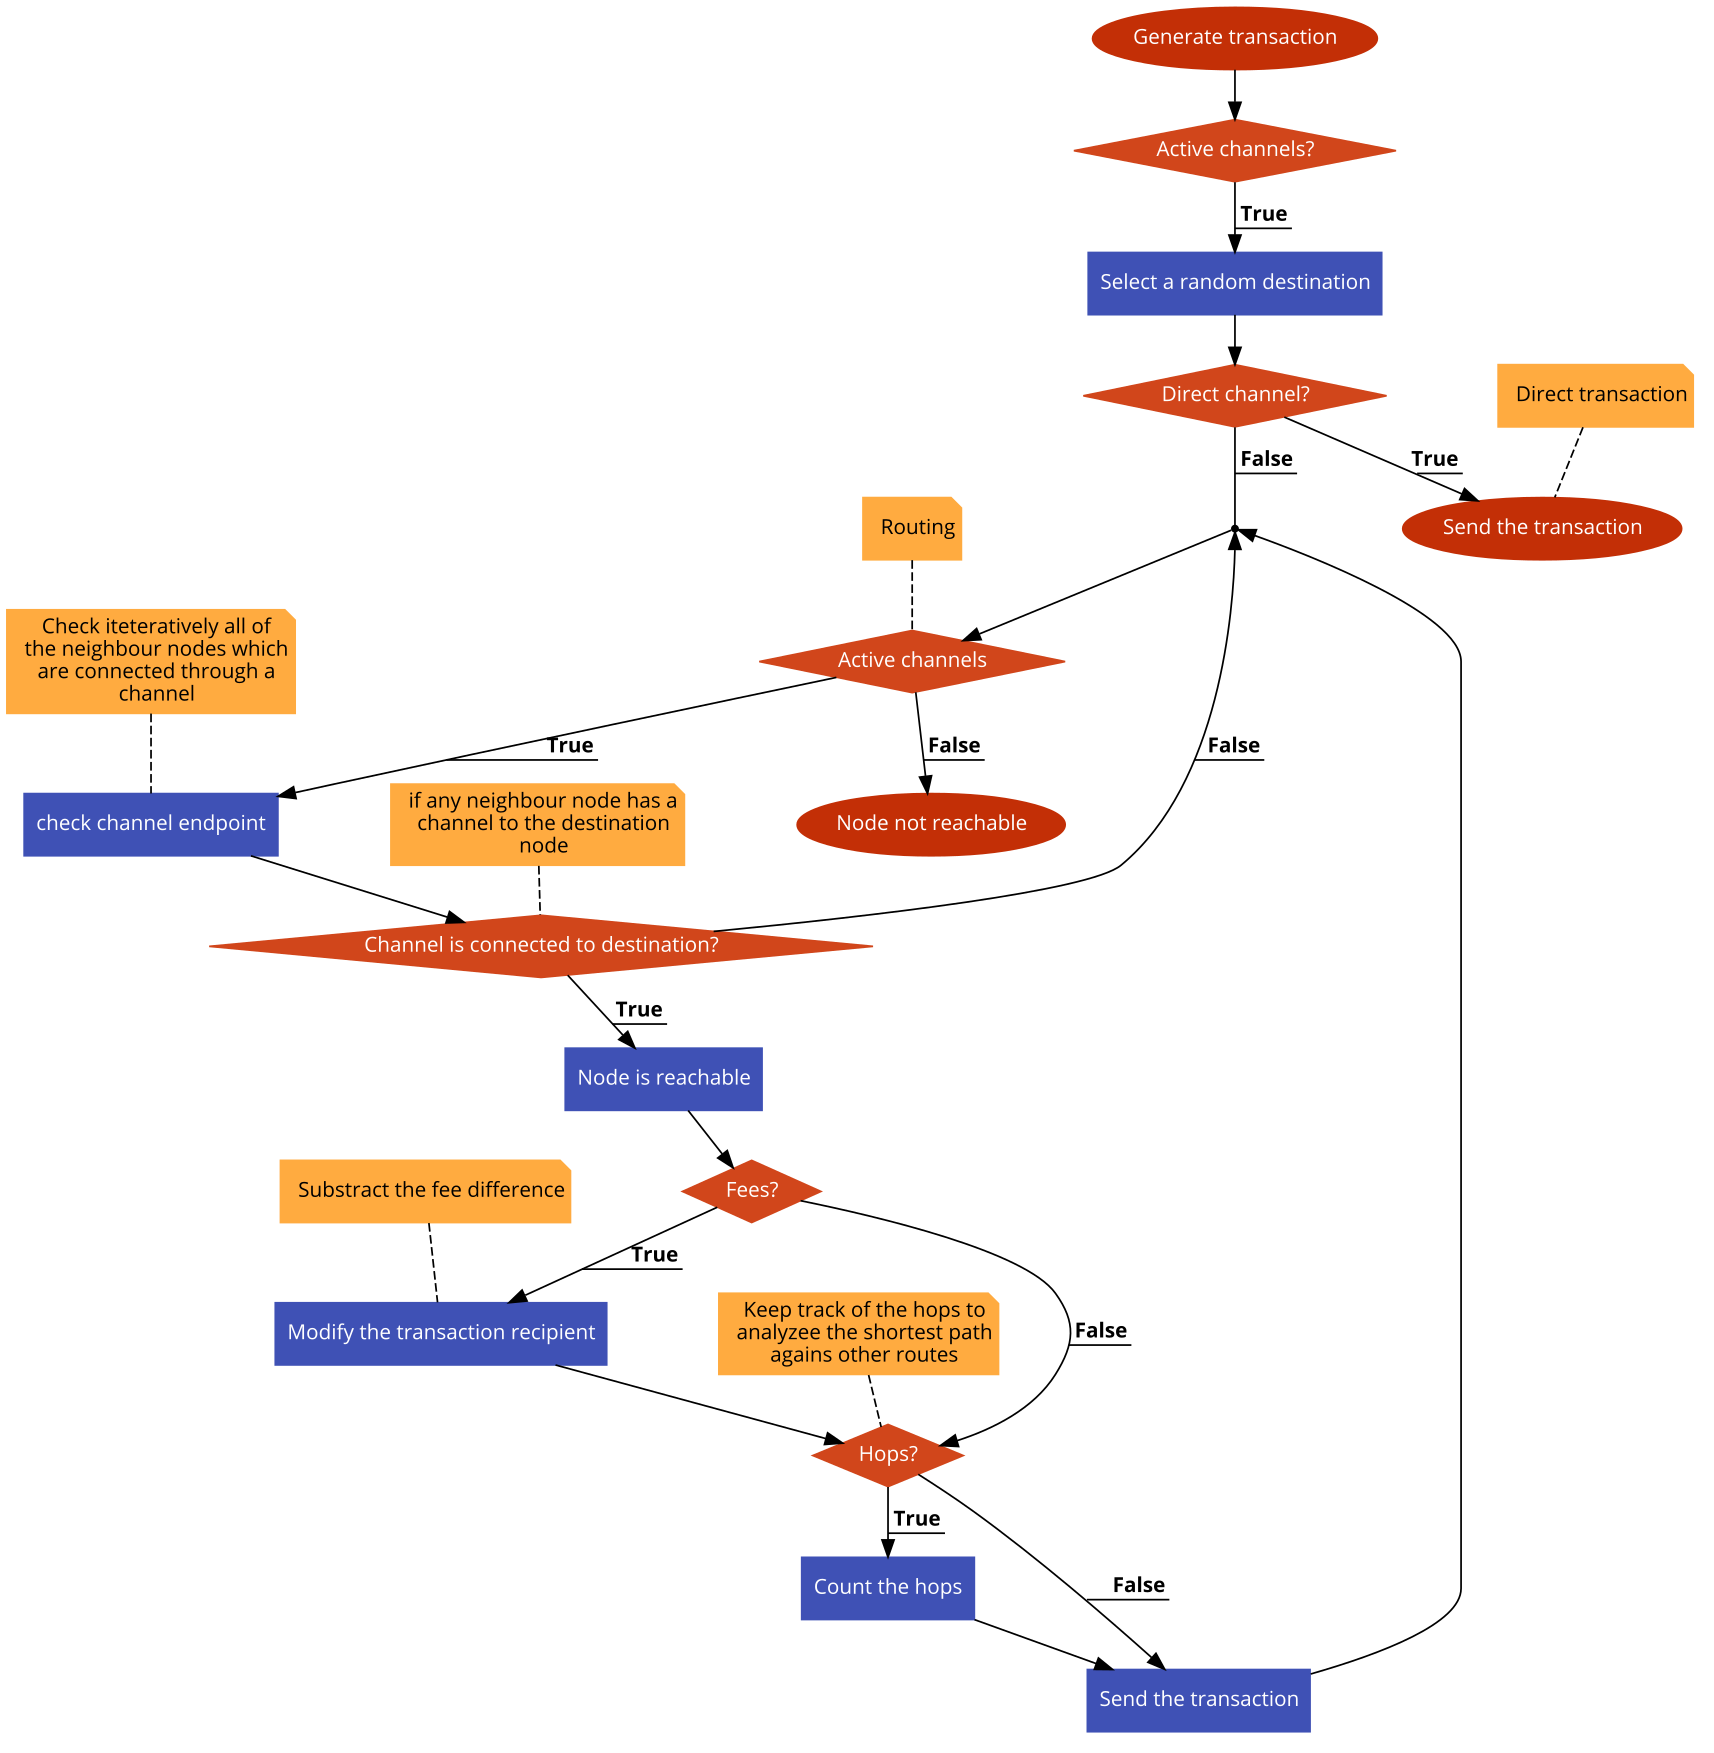 Generate transaction
Active channels?
True
Select a random destination
Direct channel?
Direct transaction
False
True
Routing
Send the transaction
Check iteteratively all of
the neighbour nodes which
are connected through a
channel
Active channels
True
False
False
check channel endpoint
if any neighbour node has a
channel to the destination
node
Node not reachable
Channel is connected to destination?
True
Node is reachable
Substract the fee difference
Fees?
True
Modify the transaction recipient
Keep track of the hops to
analyzee the shortest path
agains other routes
False
Hops?
True
Count the hops
False
Send the transaction